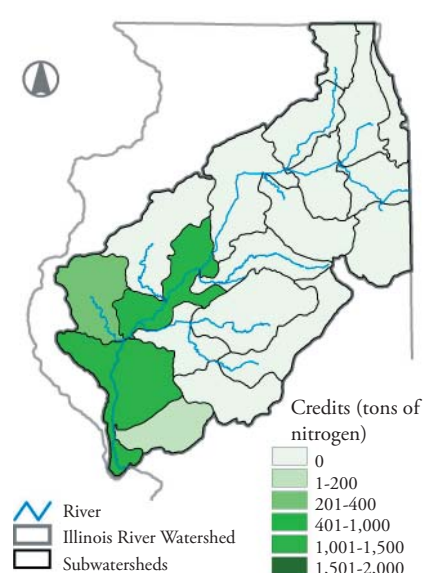 Credits (tons of
nitrogen)
0
1-200
201-400
401-1,000
1,001-1,500
1,501-2,000
River
Illinois River Watershed
Subwatersheds